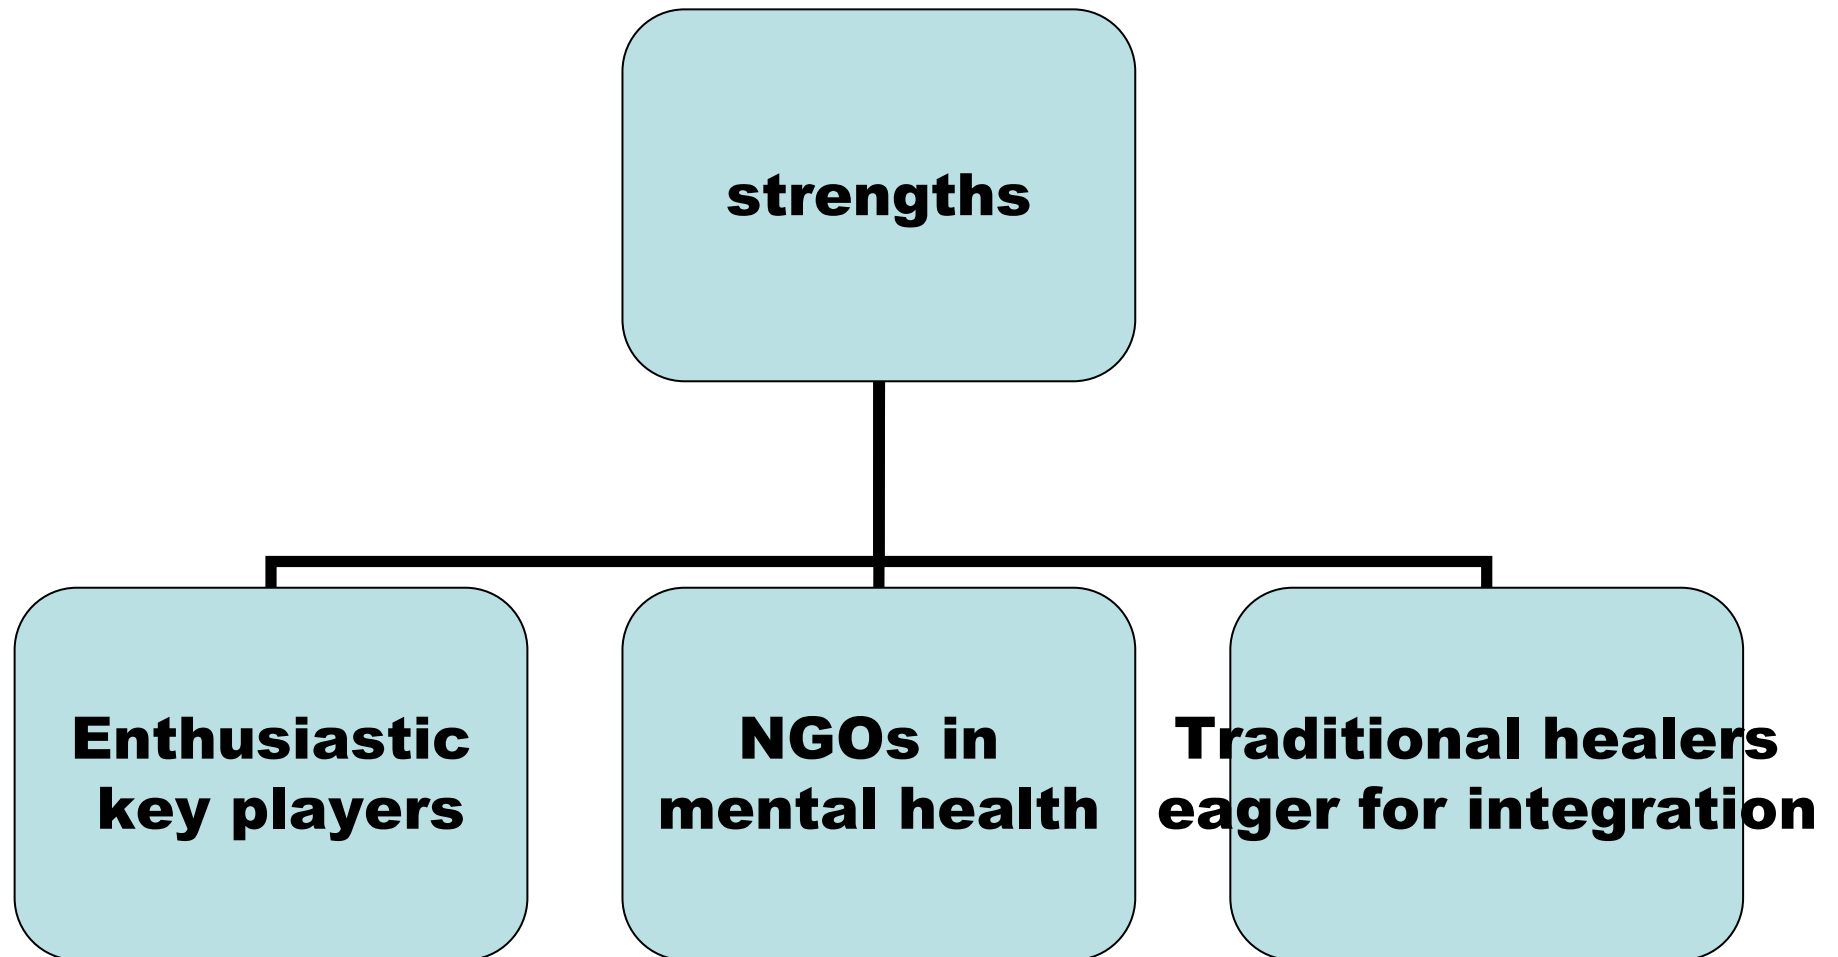 strengths
Enthusiastic
key players
NGOs in
mental health
Traditional healers
eager for integration